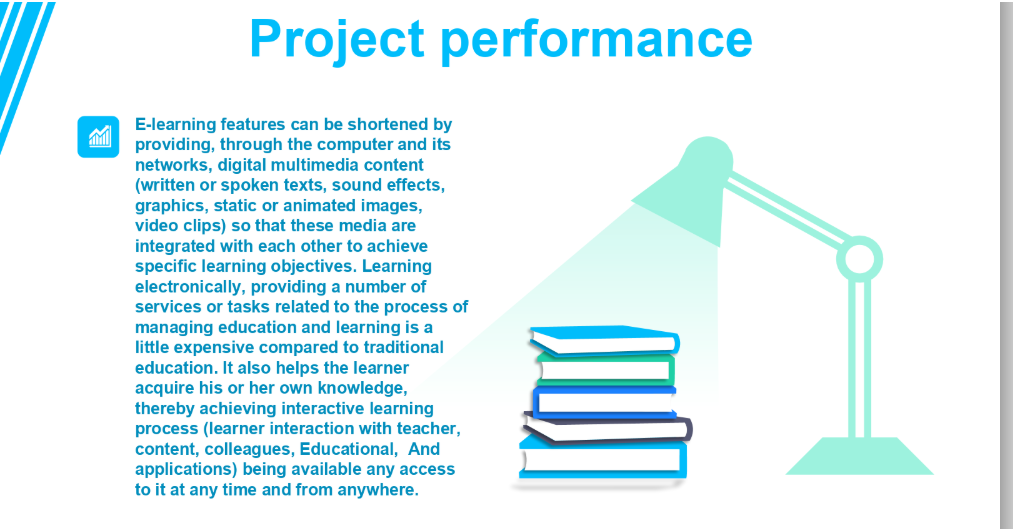 Project performance
E-learning features can be shortened by
providing, through the computer and its
networks, digital multimedia content
(written or spoken texts, sound effects,
graphics, static or animated images,
video clips) so that these media are
integrated with each other to achieve
specific learning objectives. Learning
electronically, providing a number of
services or tasks related to the process of
managing education and learning is a
little expensive compared to traditional
education. It also helps the learner
acquire his or her own knowledge,
thereby achieving interactive learning
process (learner interaction with teacher,
content, colleagues, Educational,  And
applications) being available any access
to it at any time and from anywhere.